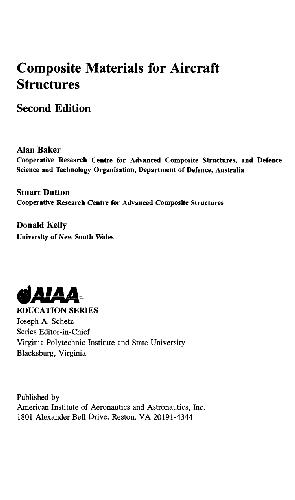 Composite Materials for Aircraft
Structures
Second Edition
Alan Baker
Cooperative Research Centre for Advanced Composite Structures, and Defence
Science and Technology Organisation, Department of Defence, Australia
Stuart Dutton
Cooperative Research Centre for Advanced Composite Structures
Donald Kelly
University of New South Wales
AIAA
EDUCATION SERIES
Joseph A. Schetz
Series Editor-in-Chief
Virginia Polytechnic Institute and State University
Blacksburg, Virginia
Published by
American Institute of Aeronautics and Astronautics, Inc.
1801 Alexander Bell Drive, Reston, VA 20191-4344